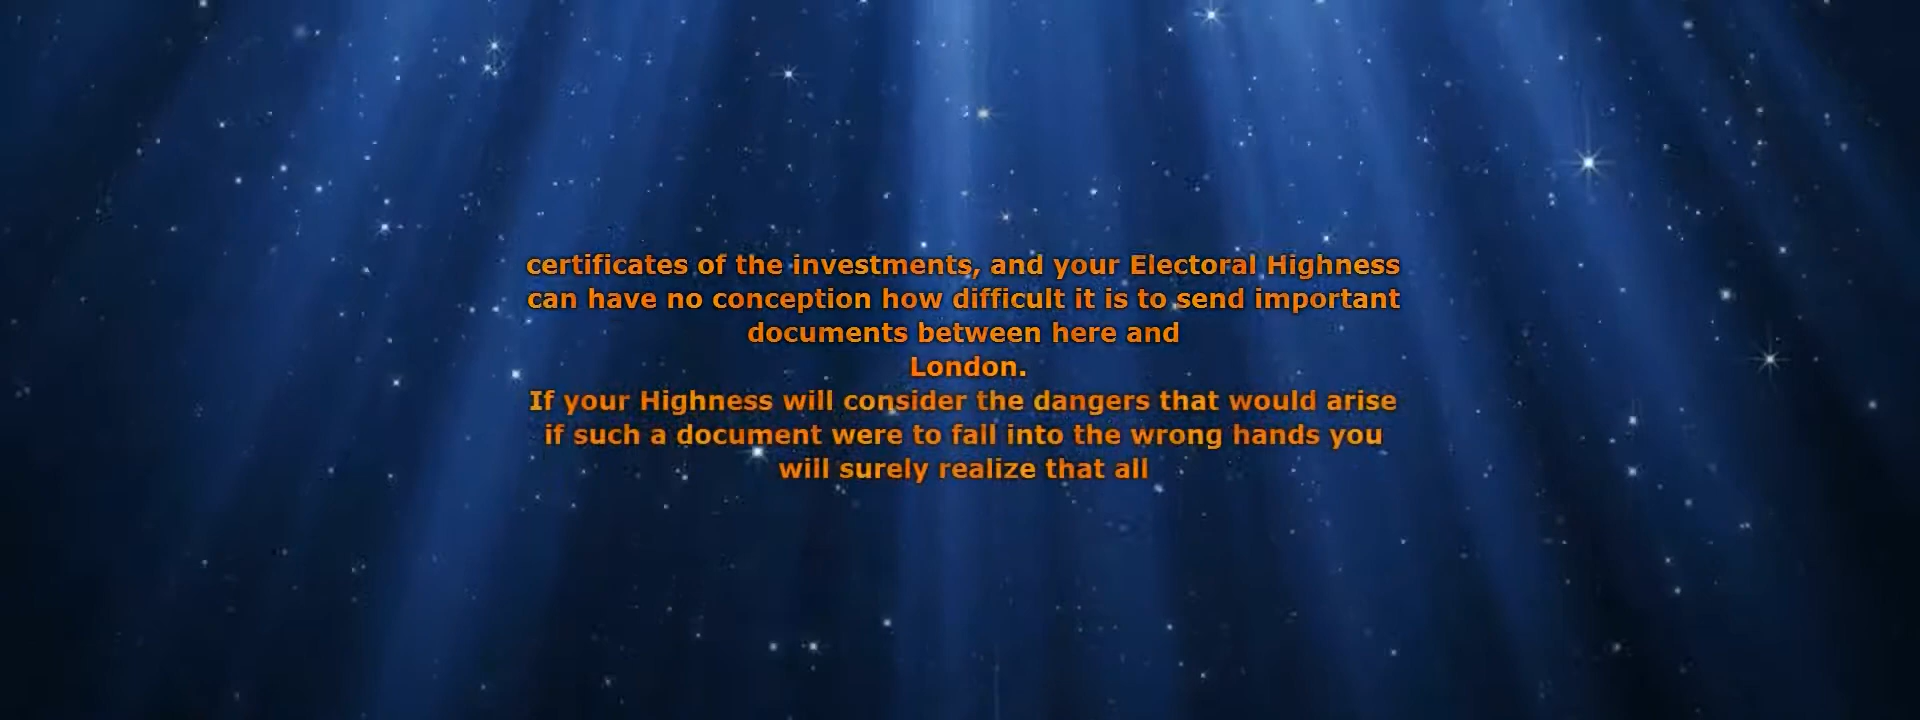 certificates of the investments, and your Electoral Highness
can have no conception how difficult it is to send important
documents between here and
London.
If your Highness will consider the dangers that would arise
if such a document were to fall into the wrong hands you
will surely realize that all